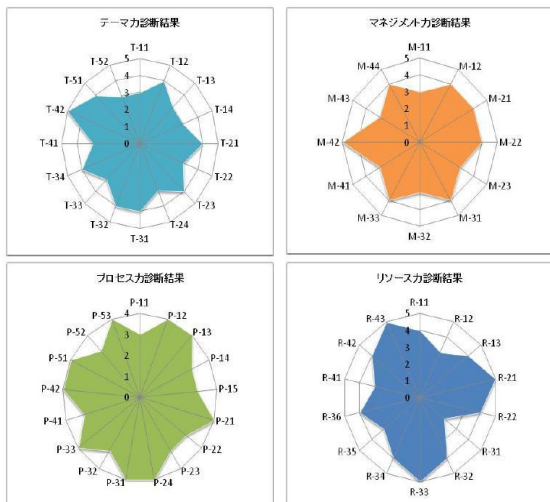 テーマ力診断結果
T-11
T-12
T-13
T-14
T-21
T-22
T-23
T-24
T-31
T-32
T-33
T-34
T-41
T-42
T-51
T-52
5
4
3
2
1
0
マネジメント力診断結果
M-11
M-12
M-21
M-22
M-23
M-31
M-32
M-33
M-41
M-42
M-43
M-44
5
4
3
2
1
0
プロセス力診断結果
P-11
P-12
P-13
P-14
P-15
P-21
P-22
P-23
P-24
P-31
P-32
P-33
P-41
P-42
P-51
P-52
P-53
4
3
2
1
0
リソース力診断結果
R-11
R-12
R-13
R-21
R-22
R-31
R-32
R-33
R-34
R-35
R-36
R-41
R-42
R-43
5
4
3
2
1
0